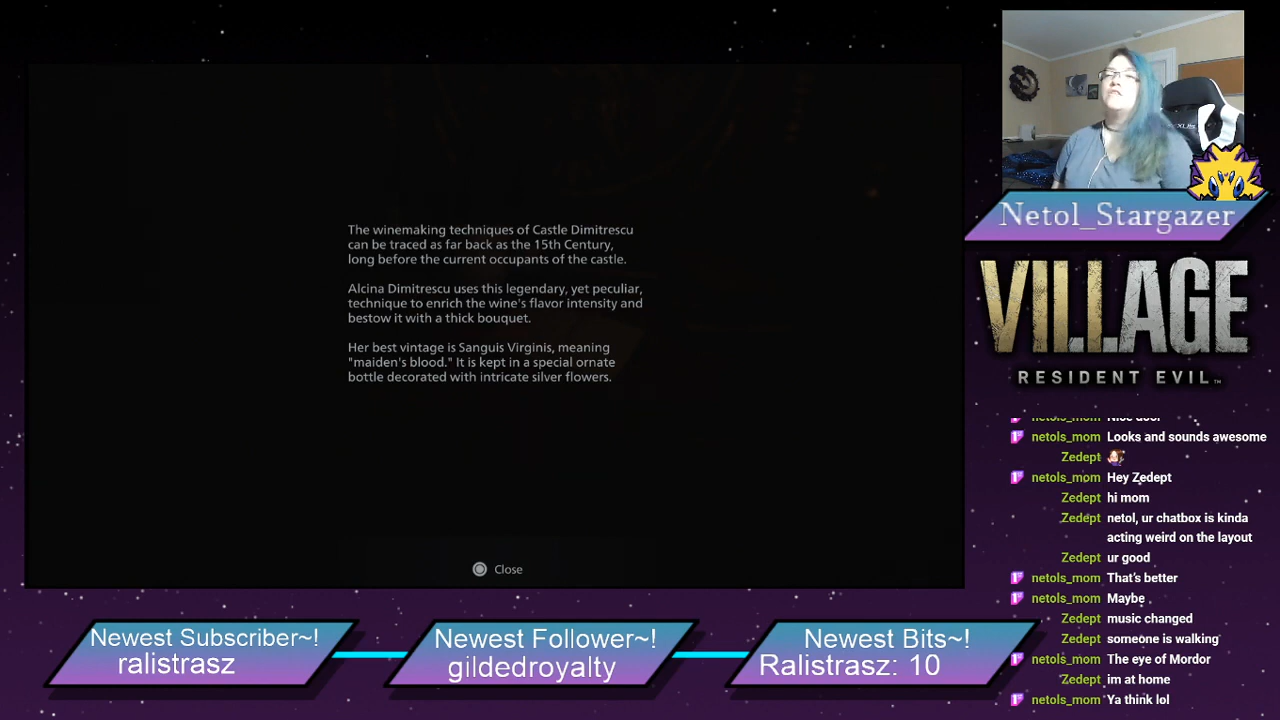 The winemaking techniques of Castle Dimitrescu
can be traced as far back as the 15th Century,
long before the current occupants of the castle.
Alcina Dimitrescu uses this legendary, yet peculiar,
technique to enrich the wine's flavor intensity and
bestow it with a thick bouquet.
Her best vintage is Sanguis Virginis, meaning
"maiden's blood." It is kept in a special ornate
bottle decorated with intricate silver flowers.
Close
Netol_Stargazer
VILLAGE
RESIDENT EVIL™
netols_mom Nice door
netols_mom Looks and sounds awesome
Zedept
netols_mom Hey Zedept
Zedept hi mom
Zedept netol, ur chatbox is kinda
acting weird on the layout
Zedept ur good
netols_mom That's better
netols_mom Maybe
Zedept music changed
Zedept someone is walking
netols_mom The eye of Mordor
Zedept im at home
netols_mom Ya think lol
Newest Subscriber~!
ralistrasz
Newest Follower~!
gildedroyalty
Newest Bits~!
Ralistrasz: 10